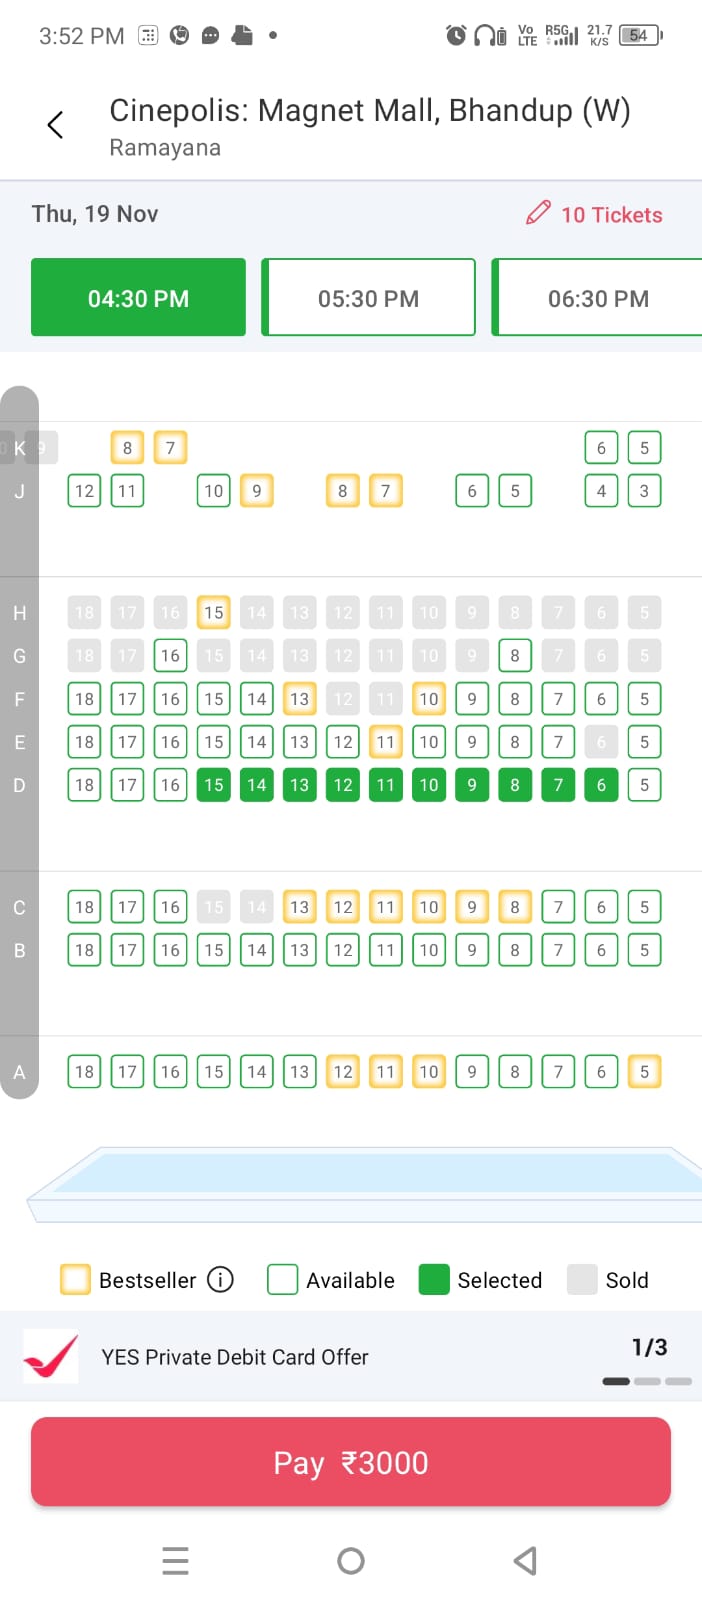 3:52 PM Vo LTE R5G 21.7 K/S 54
Cinepolis: Magnet Mall, Bhandup (W)
Ramayana
Thu, 19 Nov 10 Tickets
04:30 PM 05:30 PM 06:30 PM
K 9 8 7 6 5
J 12 11 10 9 8 7 6 5 4 3
H 18 17 16 15 14 13 12 11 10 9 8 7 6 5
G 18 17 16 15 14 13 12 11 10 9 8 7 6 5
F 18 17 16 15 14 13 12 11 10 9 8 7 6 5
E 18 17 16 15 14 13 12 11 10 9 8 7 6 5
D 18 17 16 15 14 13 12 11 10 9 8 7 6 5
C 18 17 16 15 14 13 12 11 10 9 8 7 6 5
B 18 17 16 15 14 13 12 11 10 9 8 7 6 5
A 18 17 16 15 14 13 12 11 10 9 8 7 6 5
Bestseller i Available Selected Sold
YES Private Debit Card Offer 1/3
Pay ₹3000